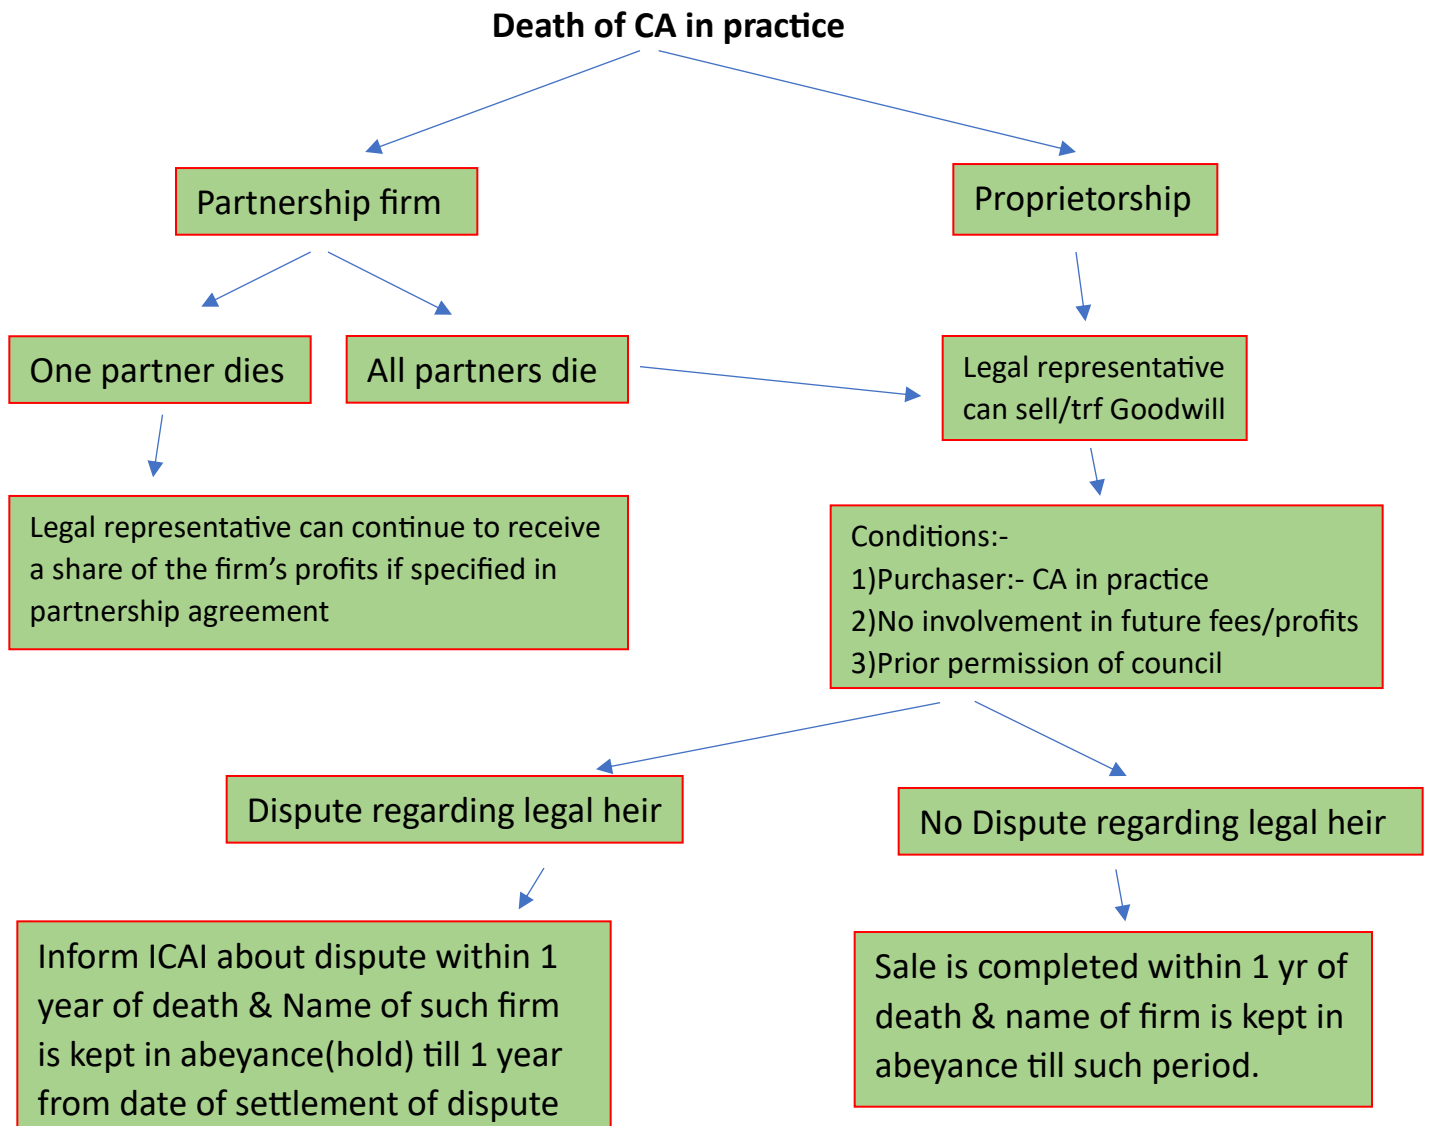 Death of CA in practice
Partnership firm
Proprietorship
One partner dies
All partners die
Legal representative
can sell/trf Goodwill
Legal representative can continue to receive
a share of the firm’s profits if specified in
partnership agreement
Conditions:-
1)Purchaser:- CA in practice
2)No involvement in future fees/profits
3)Prior permission of council
Dispute regarding legal heir
No Dispute regarding legal heir
Inform ICAI about dispute within 1
year of death & Name of such firm
is kept in abeyance(hold) till 1 year
from date of settlement of dispute
Sale is completed within 1 yr of
death & name of firm is kept in
abeyance till such period.